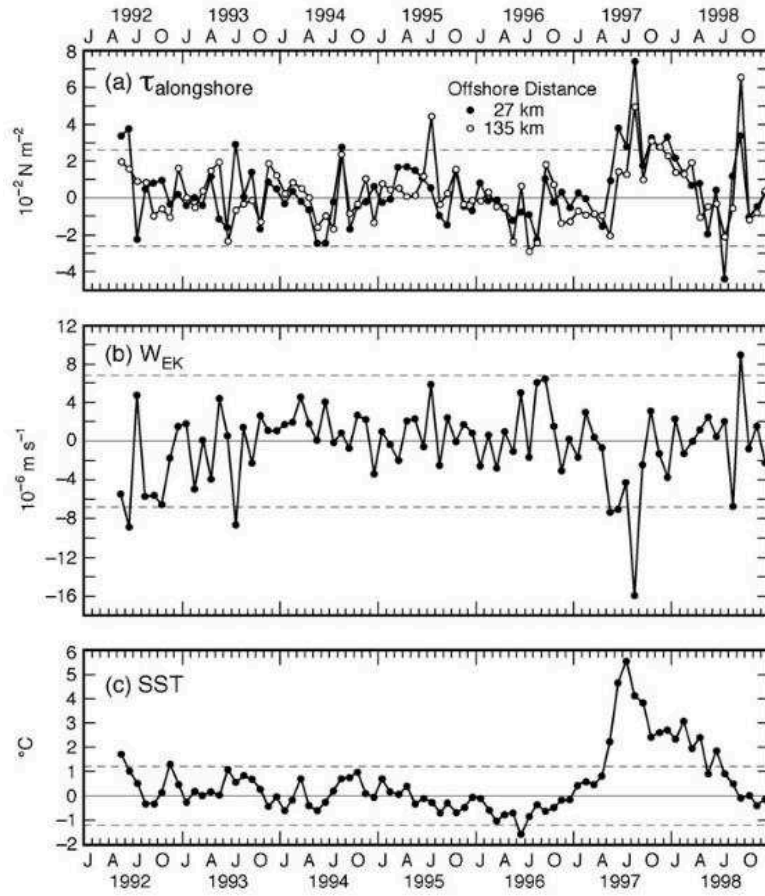 1992 1993 1994 1995 1996 1997 1998
J A J O J A J O J A J O J A J O J A J O J A J O J A J O
(a) τalongshore
Offshore Distance
27 km
135 km
8
6
4
2
0
−2
−4
10⁻² N m⁻²
(b) WEK
12
8
4
0
−4
−8
−12
−16
10⁻⁶ m s⁻¹
(c) SST
6
5
4
3
2
1
0
−1
−2
°C
J A J O J A J O J A J O J A J O J A J O J A J O J A J O
1992 1993 1994 1995 1996 1997 1998